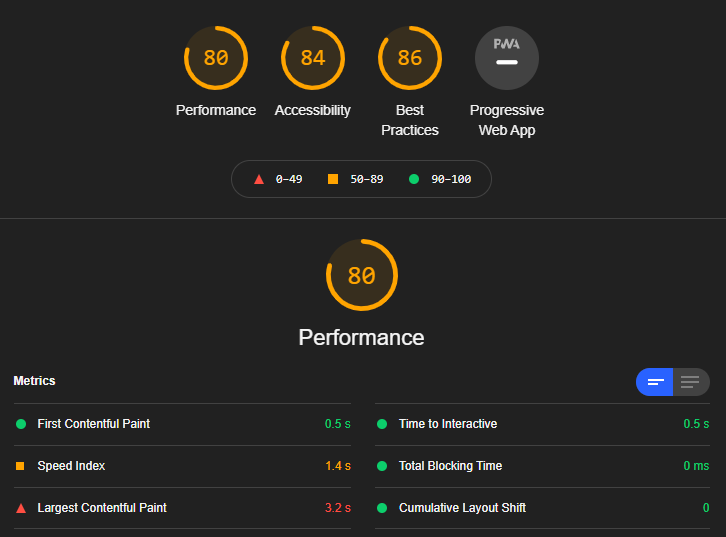 80
84
86
PWA
Performance
Accessibility
Best
Practices
Progressive
Web App
0–49
50–89
90–100
80
Performance
Metrics
First Contentful Paint
0.5 s
Time to Interactive
0.5 s
Speed Index
1.4 s
Total Blocking Time
0 ms
Largest Contentful Paint
3.2 s
Cumulative Layout Shift
0